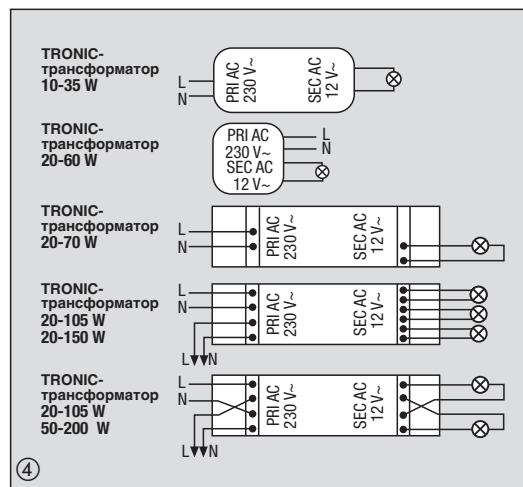 TRONIC-
трансформатор
10-35 W
L
N
PRI AC
230 V~
SEC AC
12 V~
TRONIC-
трансформатор
20-60 W
PRI AC
230 V~
SEC AC
12 V~
L
N
TRONIC-
трансформатор
20-70 W
L
N
PRI AC
230 V~
SEC AC
12 V~
TRONIC-
трансформатор
20-105 W
20-150 W
L
N
L N
PRI AC
230 V~
SEC AC
12 V~
TRONIC-
трансформатор
20-105 W
50-200 W
L
N
L N
PRI AC
230 V~
SEC AC
12 V~
4